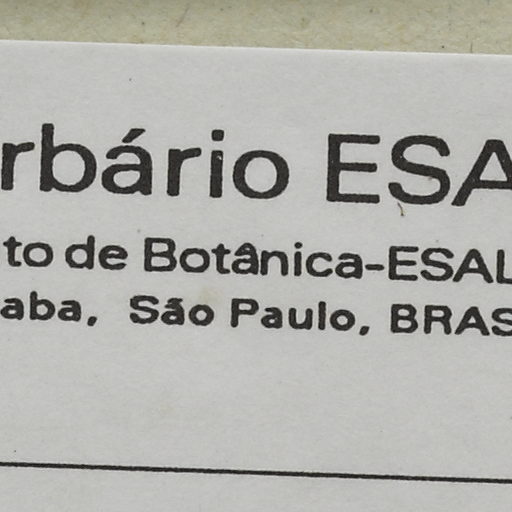 rbário ESA
to de Botânica-ESAL
aba, São Paulo, BRAS